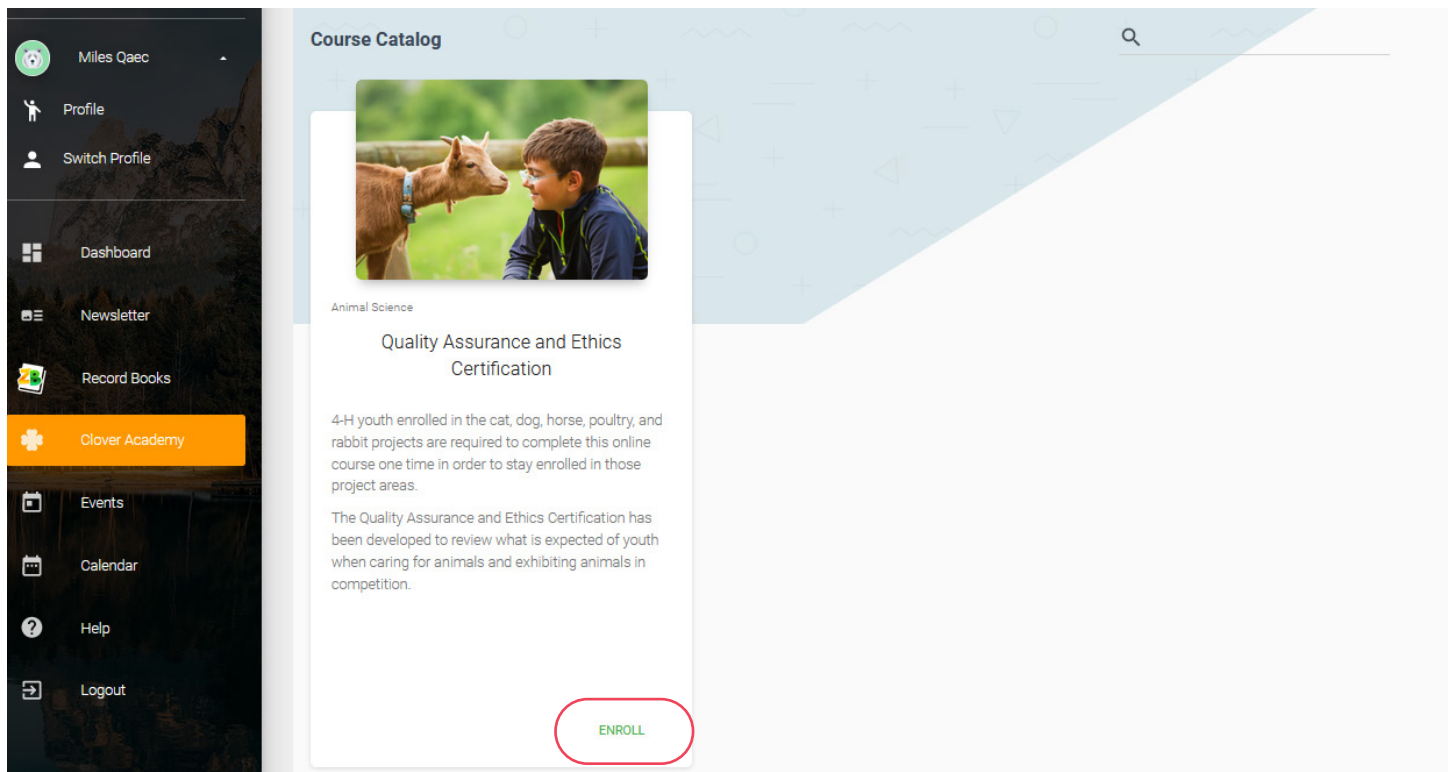 Miles Qaec
Profile
Switch Profile
Dashboard
Newsletter
ZB
Record Books
Clover Academy
Events
Calendar
Help
Logout
Course Catalog
Animal Science
Quality Assurance and Ethics
Certification
4-H youth enrolled in the cat, dog, horse, poultry, and
rabbit projects are required to complete this online
course one time in order to stay enrolled in those
project areas.
The Quality Assurance and Ethics Certification has
been developed to review what is expected of youth
when caring for animals and exhibiting animals in
competition.
ENROLL